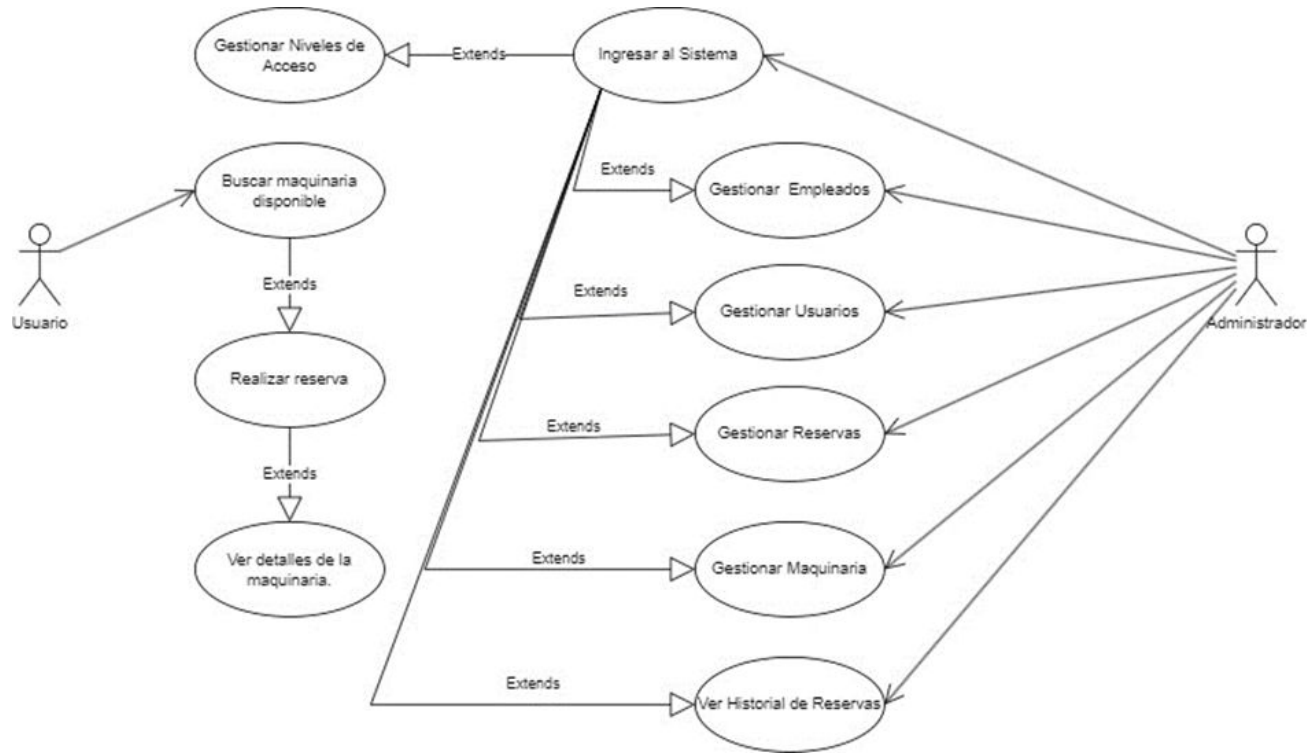 Gestionar Niveles de
Acceso
Extends
Ingresar al Sistema
Buscar maquinaria
disponible
Extends
Gestionar Empleados
Usuario
Extends
Extends
Gestionar Usuarios
Administrador
Realizar reserva
Extends
Gestionar Reservas
Extends
Ver detalles de la
maquinaria.
Extends
Gestionar Maquinaria
Extends
Ver Historial de Reservas